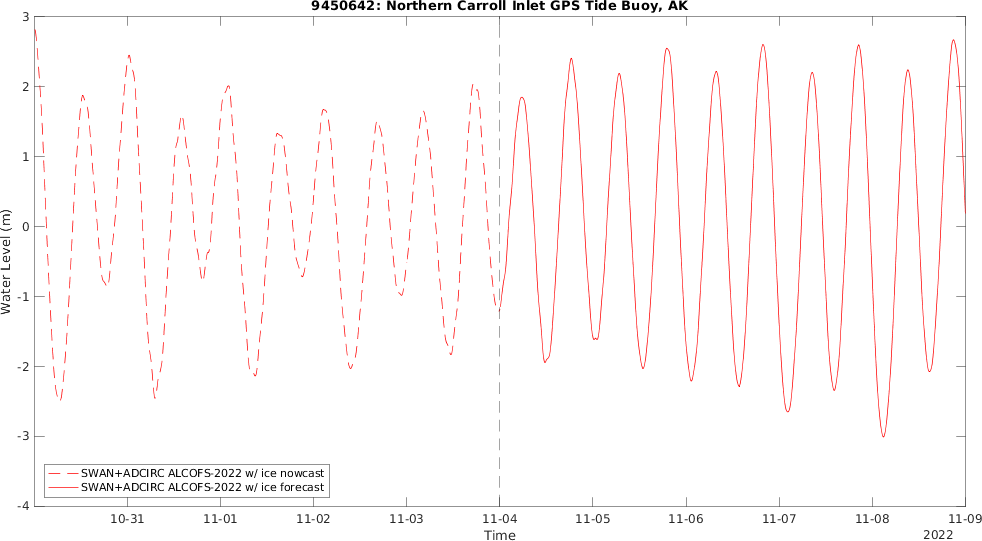 9450642: Northern Carroll Inlet GPS Tide Buoy, AK
3
2
1
0
-1
-2
-3
-4
Water Level (m)
SWAN+ADCIRC ALCOFS-2022 w/ ice nowcast
SWAN+ADCIRC ALCOFS-2022 w/ ice forecast
10-31 11-01 11-02 11-03 11-04 11-05 11-06 11-07 11-08 11-09
Time
2022